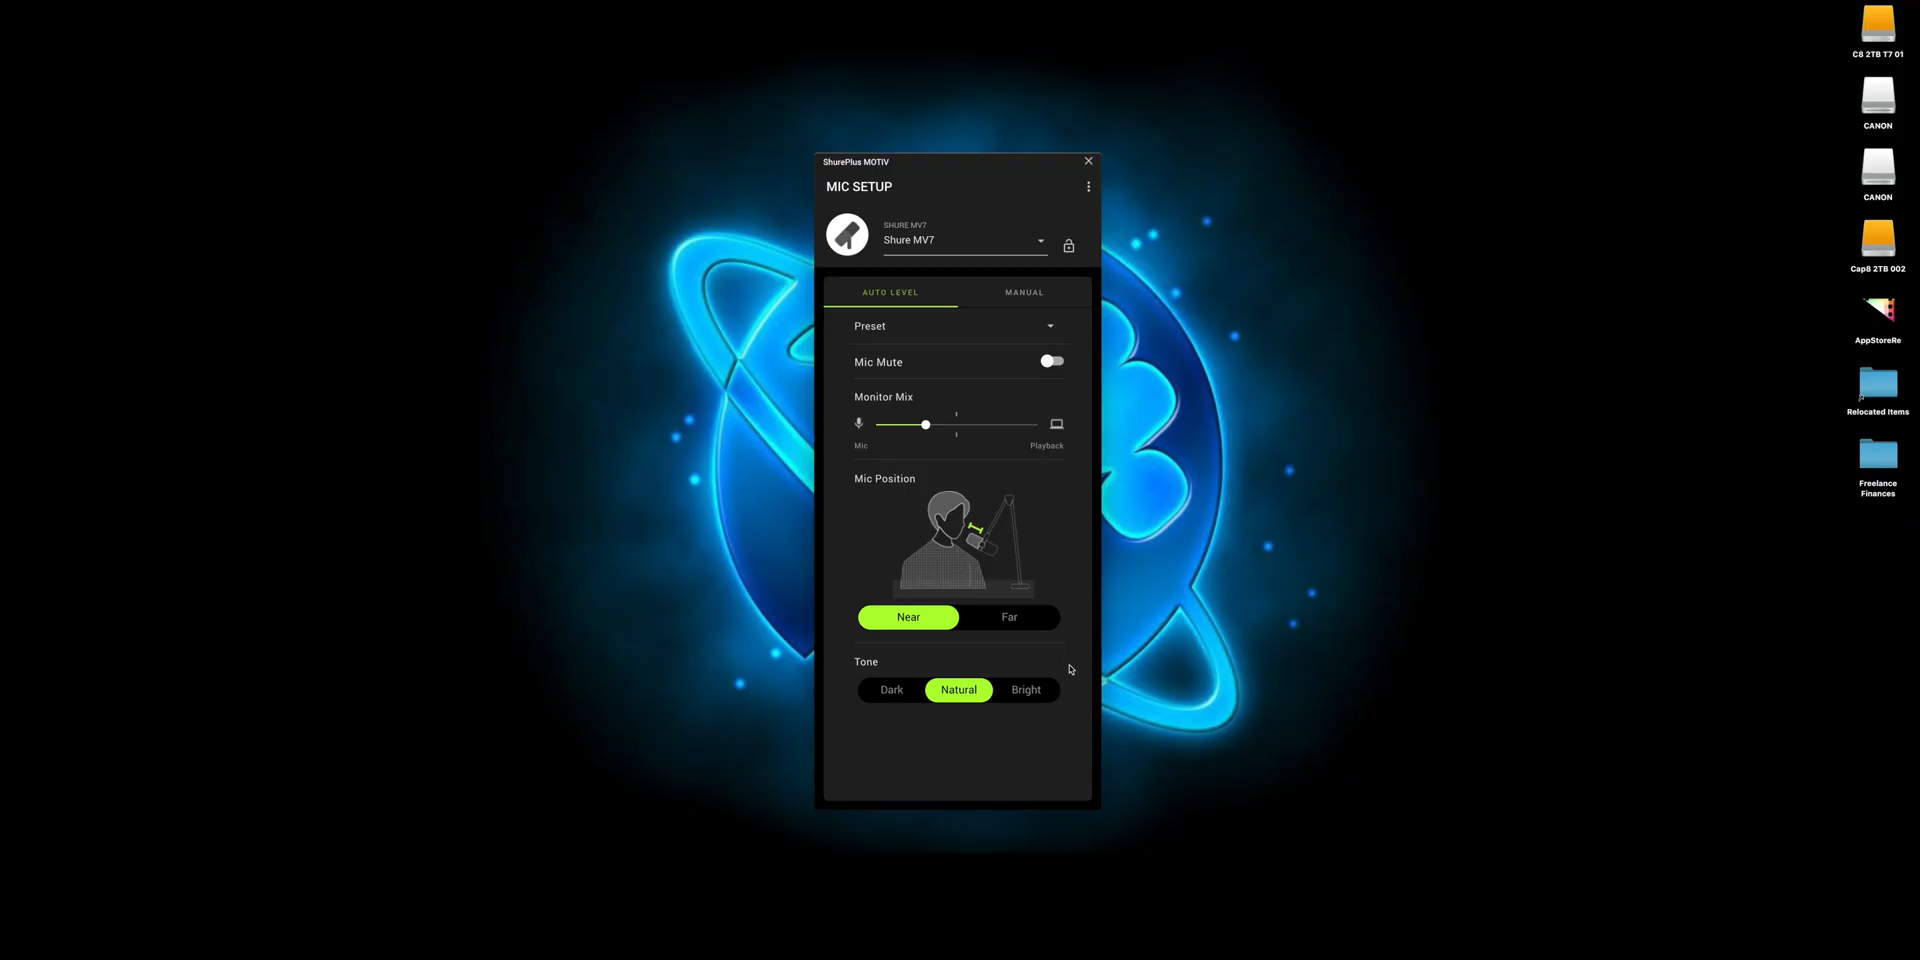 ShurePlus MOTIV
MIC SETUP
SHURE MV7
Shure MV7
AUTO LEVEL
MANUAL
Preset
Mic Mute
Monitor Mix
Mic
Playback
Mic Position
Near
Far
Tone
Dark
Natural
Bright
C8 2TB T7 01
CANON
CANON
Cap8 2TB 002
AppStoreRe
Relocated Items
Freelance
Finances